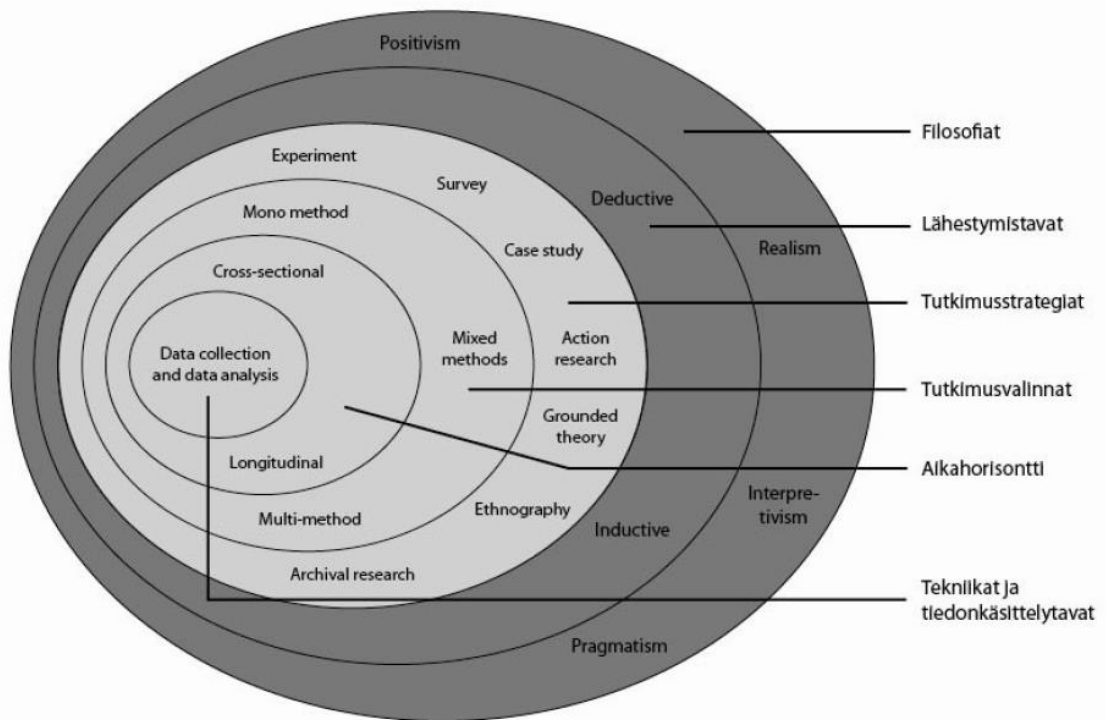 Positivism
Filosofiat
Experiment
Survey
Deductive
Mono method
Lähestymistavat
Realism
Case study
Cross-sectional
Tutkimusstrategiat
Mixed
methods
Action
research
Data collection
and data analysis
Tutkimusvalinnat
Grounded
theory
Longitudinal
Aikahorisontti
Interpre-
tivism
Ethnography
Multi-method
Inductive
Archival research
Tekniikat ja
tiedonkäsittelytavat
Pragmatism